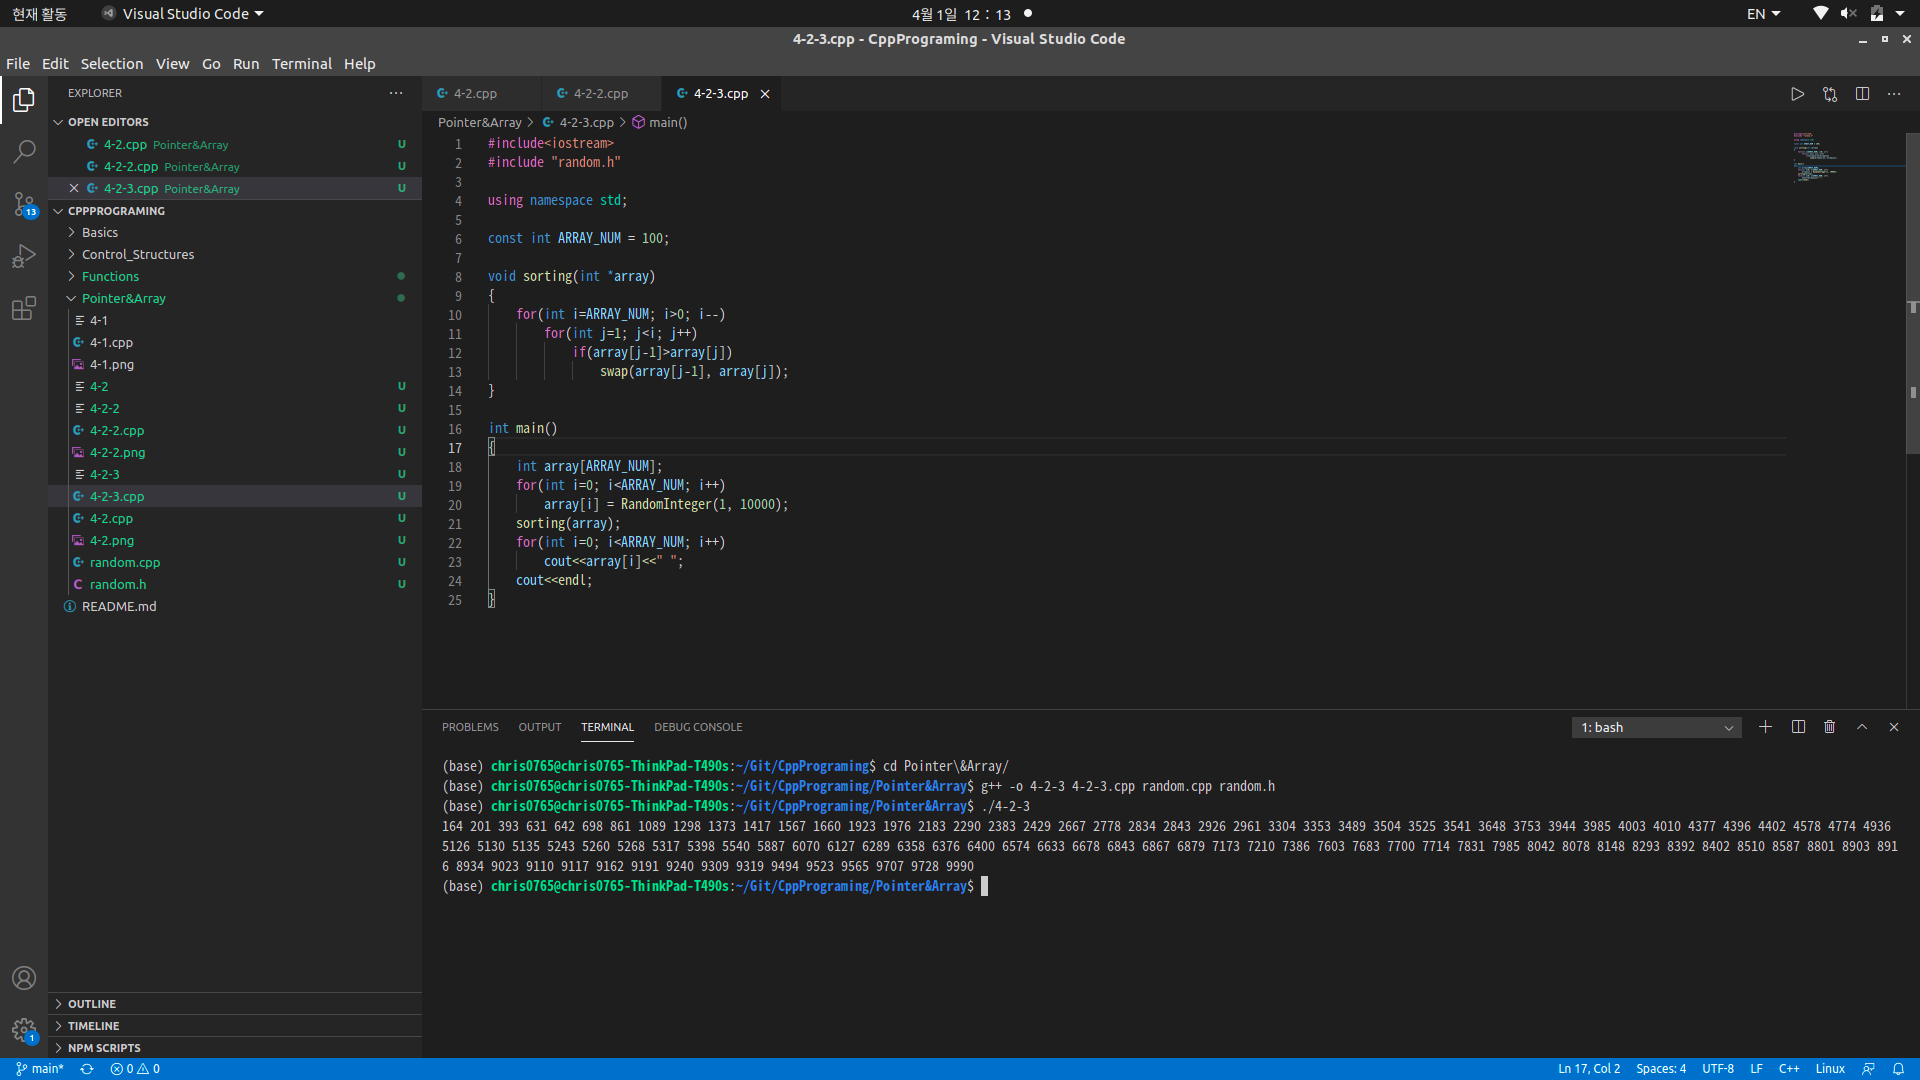 현재 활동 Visual Studio Code 4월 1일 12 : 13 EN
4-2-3.cpp - CppPrograming - Visual Studio Code
File Edit Selection View Go Run Terminal Help
EXPLORER
OPEN EDITORS
4-2.cpp Pointer&Array U
4-2-2.cpp Pointer&Array U
4-2-3.cpp Pointer&Array U
13
CPPPROGRAMING
Basics
Control_Structures
Functions
Pointer&Array
4-1
4-1.cpp
4-1.png
4-2 U
4-2-2 U
4-2-2.cpp U
4-2-2.png U
4-2-3 U
4-2-3.cpp U
4-2.cpp U
4-2.png U
random.cpp U
random.h U
README.md
OUTLINE
TIMELINE
1
NPM SCRIPTS
4-2.cpp 4-2-2.cpp 4-2-3.cpp
Pointer&Array > 4-2-3.cpp > main()
1 #include<iostream>
2 #include "random.h"
3
4 using namespace std;
5
6 const int ARRAY_NUM = 100;
7
8 void sorting(int *array)
9 {
10 for(int i=ARRAY_NUM; i>0; i--)
11 for(int j=1; j<i; j++)
12 if(array[j-1]>array[j])
13 swap(array[j-1], array[j]);
14 }
15
16 int main()
17 {
18 int array[ARRAY_NUM];
19 for(int i=0; i<ARRAY_NUM; i++)
20 array[i] = RandomInteger(1, 10000);
21 sorting(array);
22 for(int i=0; i<ARRAY_NUM; i++)
23 cout<<array[i]<<" ";
24 cout<<endl;
25 }
PROBLEMS OUTPUT TERMINAL DEBUG CONSOLE 1: bash
(base) chris0765@chris0765-ThinkPad-T490s:~/Git/CppPrograming$ cd Pointer\&Array/
(base) chris0765@chris0765-ThinkPad-T490s:~/Git/CppPrograming/Pointer&Array$ g++ -o 4-2-3 4-2-3.cpp random.cpp random.h
(base) chris0765@chris0765-ThinkPad-T490s:~/Git/CppPrograming/Pointer&Array$ ./4-2-3
164 201 393 631 642 698 861 1089 1298 1373 1417 1567 1660 1923 1976 2183 2290 2383 2429 2667 2778 2834 2843 2926 2961 3304 3353 3489 3504 3525 3541 3648 3753 3944 3985 4003 4010 4377 4396 4402 4578 4774 4936
5126 5130 5135 5243 5260 5268 5317 5398 5540 5887 6070 6127 6289 6358 6376 6400 6574 6633 6678 6843 6867 6879 7173 7210 7386 7603 7683 7700 7714 7831 7985 8042 8078 8148 8293 8392 8402 8510 8587 8801 8903 891
6 8934 9023 9110 9117 9162 9191 9240 9309 9319 9494 9523 9565 9707 9728 9990
(base) chris0765@chris0765-ThinkPad-T490s:~/Git/CppPrograming/Pointer&Array$
main* 0 0 Ln 17, Col 2 Spaces: 4 UTF-8 LF C++ Linux